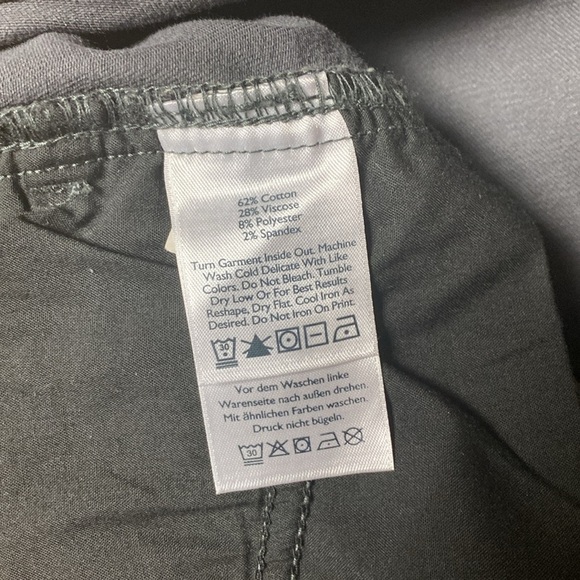 62% Cotton
28% Viscose
8% Polyester
2% Spandex
Turn Garment Inside Out. Machine
Wash Cold Delicate With Like
Colors. Do Not Bleach. Tumble
Dry Low Or For Best Results
Reshape, Dry Flat. Cool Iron As
Desired. Do Not Iron On Print.
30
Vor dem Waschen linke
Warenseite nach außen drehen.
Mit ähnlichen Farben waschen.
Druck nicht bügeln.
30